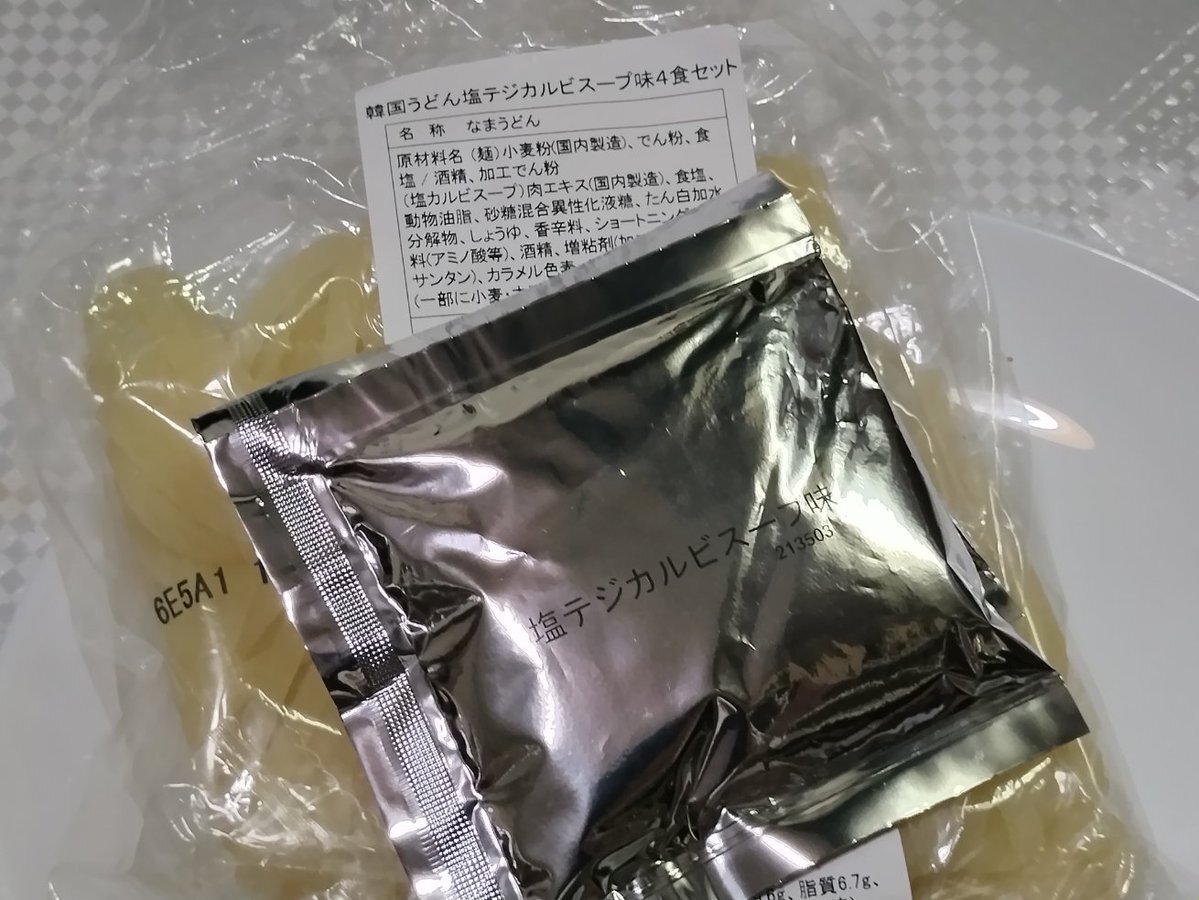 韓国うどん塩テジカルビスープ味4食セット
名 称 なまうどん
原材料名 (麺)小麦粉(国内製造)、でん粉、食
塩/酒精、加工でん粉
(塩カルビスープ)肉エキス(国内製造)、食塩、
動物油脂、砂糖混合異性化液糖、たん白加水
分解物、しょうゆ、香辛料、ショートニング
料(アミノ酸等)、酒精、増粘剤(加
サンタン)、カラメル色素
(一部に小麦・
塩テジカルビスープ味
213503
6E5A1
6g、脂質6.7g、